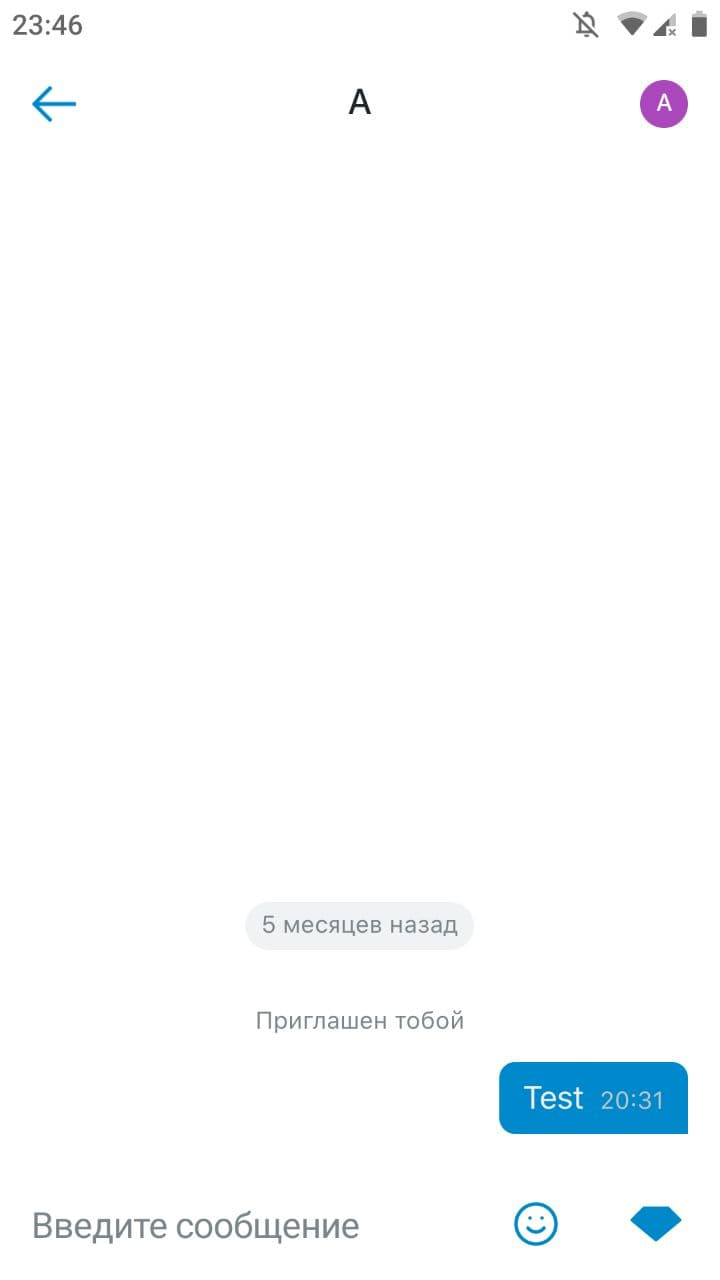 23:46
A
A
5 месяцев назад
Приглашен тобой
Test 20:31
Введите сообщение